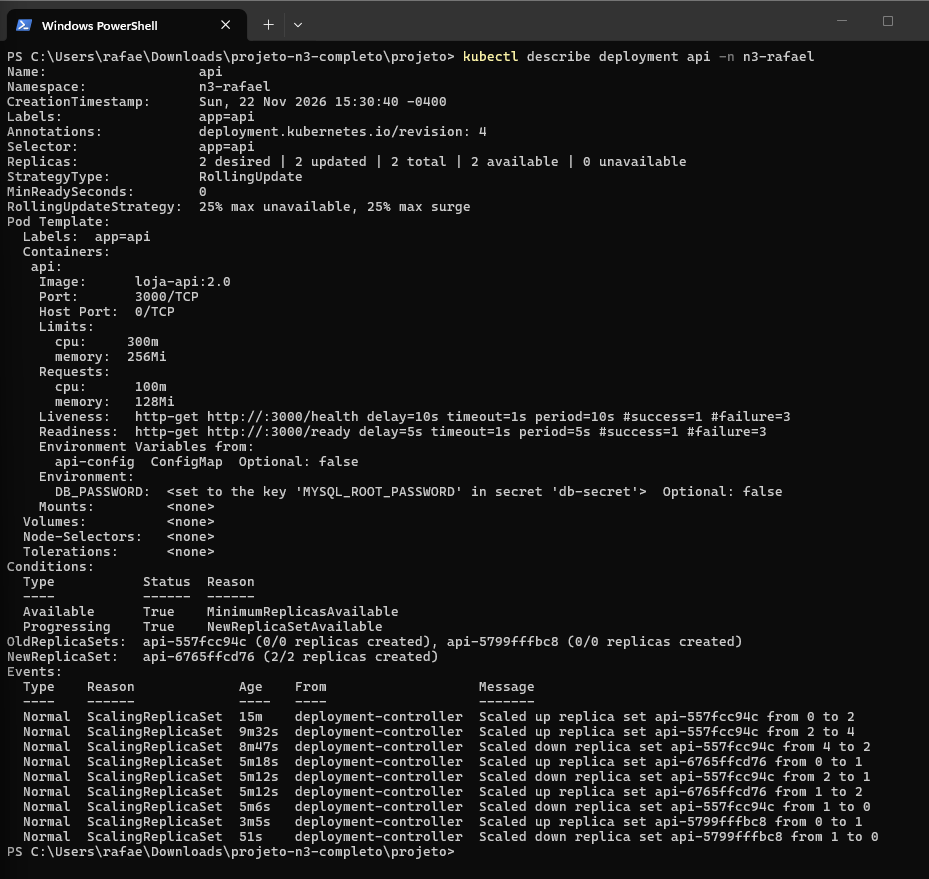 Windows PowerShell
PS C:\Users\rafae\Downloads\projeto-n3-completo\projeto> kubectl describe deployment api -n n3-rafael
Name:                   api
Namespace:              n3-rafael
CreationTimestamp:      Sun, 22 Nov 2026 15:30:40 -0400
Labels:                 app=api
Annotations:            deployment.kubernetes.io/revision: 4
Selector:               app=api
Replicas:               2 desired | 2 updated | 2 total | 2 available | 0 unavailable
StrategyType:           RollingUpdate
MinReadySeconds:        0
RollingUpdateStrategy:  25% max unavailable, 25% max surge
Pod Template:
  Labels:  app=api
  Containers:
   api:
    Image:      loja-api:2.0
    Port:       3000/TCP
    Host Port:  0/TCP
    Limits:
      cpu:     300m
      memory:  256Mi
    Requests:
      cpu:      100m
      memory:   128Mi
    Liveness:   http-get http://:3000/health delay=10s timeout=1s period=10s #success=1 #failure=3
    Readiness:  http-get http://:3000/ready delay=5s timeout=1s period=5s #success=1 #failure=3
    Environment Variables from:
      api-config  ConfigMap  Optional: false
    Environment:
      DB_PASSWORD:  <set to the key 'MYSQL_ROOT_PASSWORD' in secret 'db-secret'>  Optional: false
    Mounts:         <none>
  Volumes:          <none>
  Node-Selectors:   <none>
  Tolerations:      <none>
Conditions:
  Type           Status  Reason
  ----           ------  ------
  Available      True    MinimumReplicasAvailable
  Progressing    True    NewReplicaSetAvailable
OldReplicaSets:  api-557fcc94c (0/0 replicas created), api-5799fffbc8 (0/0 replicas created)
NewReplicaSet:   api-6765ffcd76 (2/2 replicas created)
Events:
  Type    Reason             Age    From                   Message
  ----    ------             ----   ----                   -------
  Normal  ScalingReplicaSet  15m    deployment-controller  Scaled up replica set api-557fcc94c from 0 to 2
  Normal  ScalingReplicaSet  9m32s  deployment-controller  Scaled up replica set api-557fcc94c from 2 to 4
  Normal  ScalingReplicaSet  8m47s  deployment-controller  Scaled down replica set api-557fcc94c from 4 to 2
  Normal  ScalingReplicaSet  5m18s  deployment-controller  Scaled up replica set api-6765ffcd76 from 0 to 1
  Normal  ScalingReplicaSet  5m12s  deployment-controller  Scaled down replica set api-557fcc94c from 2 to 1
  Normal  ScalingReplicaSet  5m12s  deployment-controller  Scaled up replica set api-6765ffcd76 from 1 to 2
  Normal  ScalingReplicaSet  5m6s   deployment-controller  Scaled down replica set api-557fcc94c from 1 to 0
  Normal  ScalingReplicaSet  3m5s   deployment-controller  Scaled up replica set api-5799fffbc8 from 0 to 1
  Normal  ScalingReplicaSet  51s    deployment-controller  Scaled down replica set api-5799fffbc8 from 1 to 0
PS C:\Users\rafae\Downloads\projeto-n3-completo\projeto>